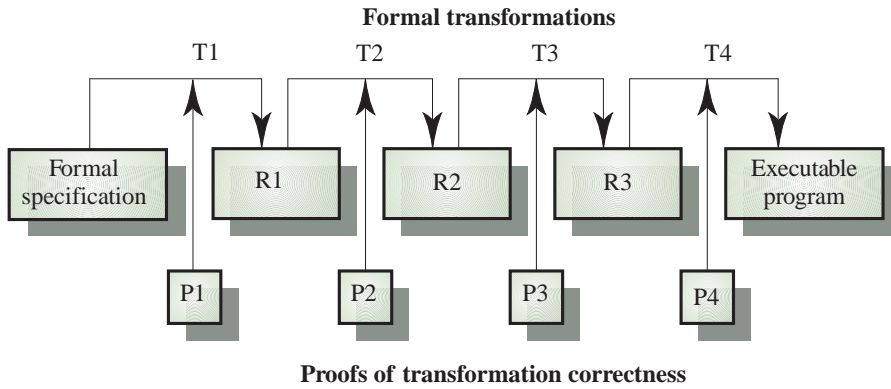 Formal transformations
T1
T2
T3
T4
Formal
specification
R1
R2
R3
Executable
program
P1
P2
P3
P4
Proofs of transformation correctness